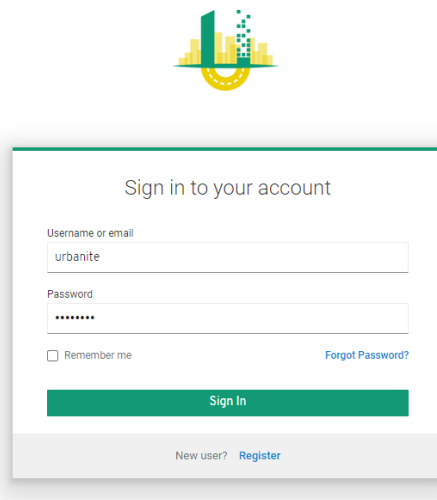 Sign in to your account
Username or email
urbanite
Password
••••••••
Remember me
Forgot Password?
Sign In
New user? Register